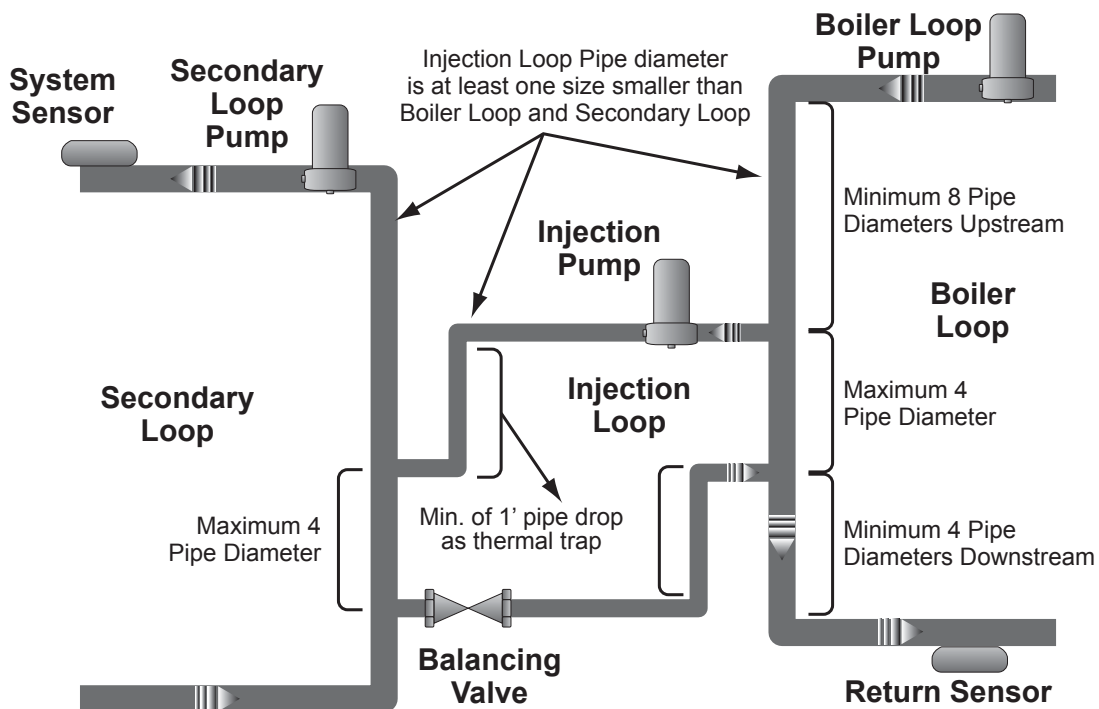 Boiler Loop
Pump
Injection Loop Pipe diameter
is at least one size smaller than
Boiler Loop and Secondary Loop
System
Sensor
Secondary
Loop
Pump
Minimum 8 Pipe
Diameters Upstream
Injection
Pump
Boiler
Loop
Secondary
Loop
Injection
Loop
Maximum 4
Pipe Diameter
Maximum 4
Pipe Diameter
Min. of 1’ pipe drop
as thermal trap
Minimum 4 Pipe
Diameters Downstream
Balancing
Valve
Return Sensor